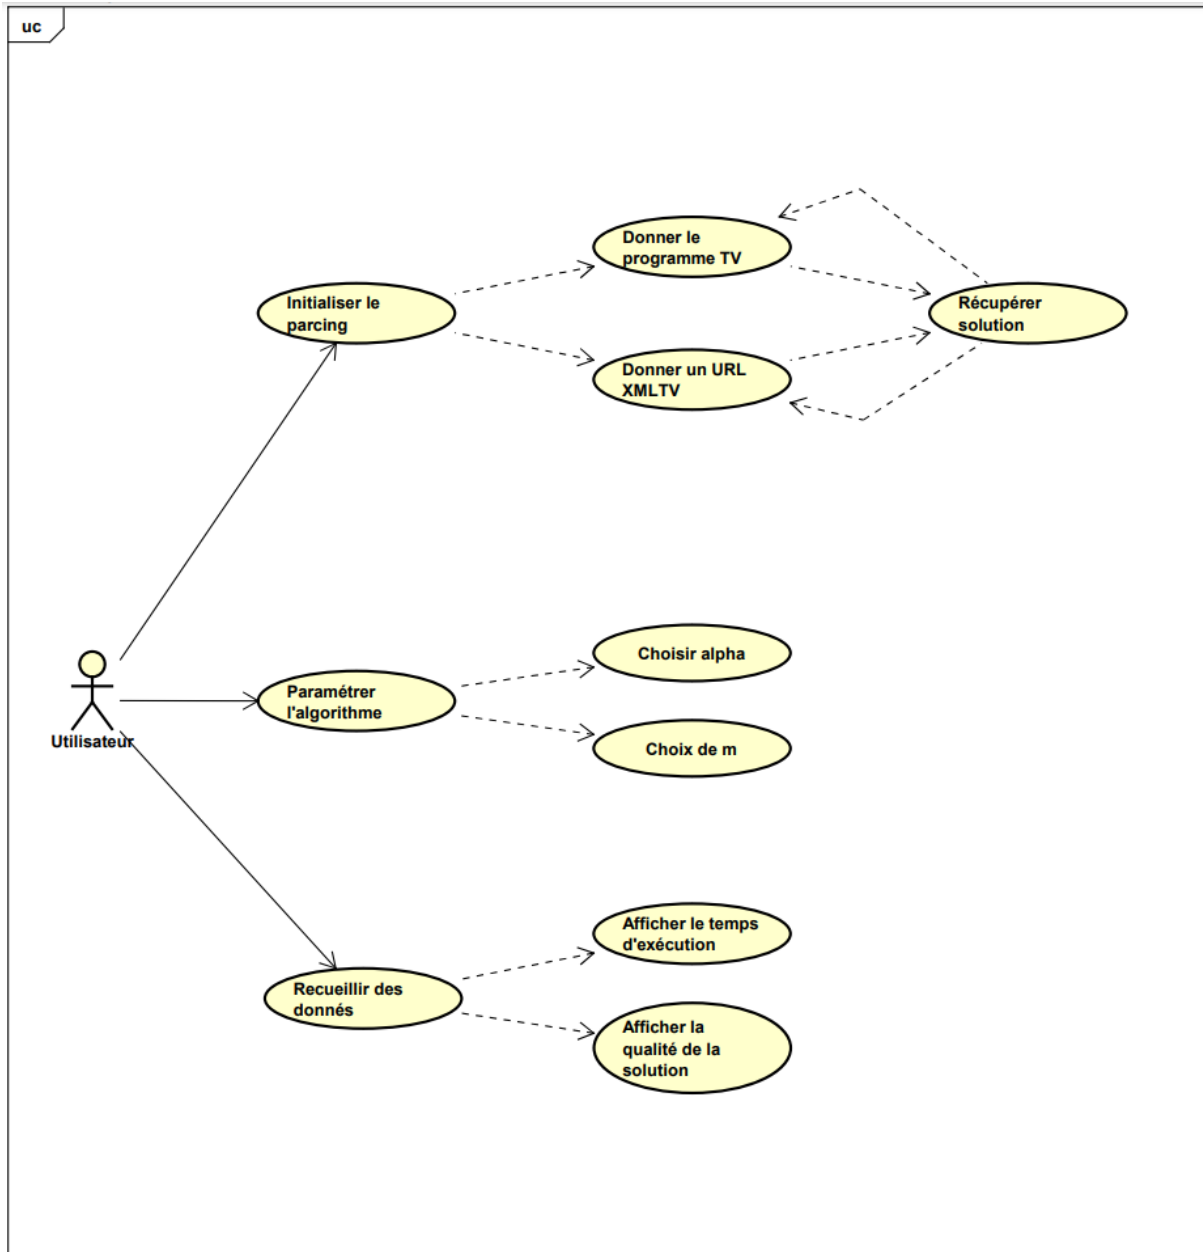 uc
Donner le
programme TV
Initialiser le
parcing
Récupérer
solution
Donner un URL
XMLTV
Choisir alpha
Paramétrer
l'algorithme
Utilisateur
Choix de m
Afficher le temps
d'exécution
Recueillir des
donnés
Afficher la
qualité de la
solution